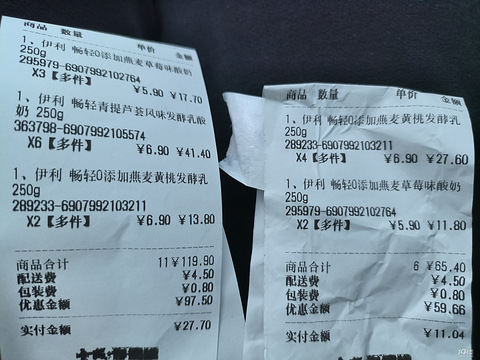 商品 数量 单价 金额
1、伊利 畅轻0添加燕麦草莓味酸奶
250g
295979-6907992102764
X3【多件】 ¥5.90 ¥17.70
1、伊利 畅轻青提芦荟风味发酵乳酸
奶 250g
363798-6907992105574
X6【多件】 ¥6.90 ¥41.40
1、伊利 畅轻0添加燕麦黄桃发酵乳
250g
289233-6907992103211
X2【多件】 ¥6.90 ¥13.80
商品合计 11 ¥119.90
配送费 ¥4.50
包装费 ¥0.80
优惠金额 ¥97.50
实付金额 ¥27.70
商品 数量 单价 金额
1、伊利 畅轻0添加燕麦黄桃发酵乳
250g
289233-6907992103211
X4【多件】 ¥6.90 ¥27.60
1、伊利 畅轻0添加燕麦草莓味酸奶
250g
295979-6907992102764
X2【多件】 ¥5.90 ¥11.80
商品合计 6 ¥65.40
配送费 ¥4.50
包装费 ¥0.80
优惠金额 ¥59.66
实付金额 ¥11.04